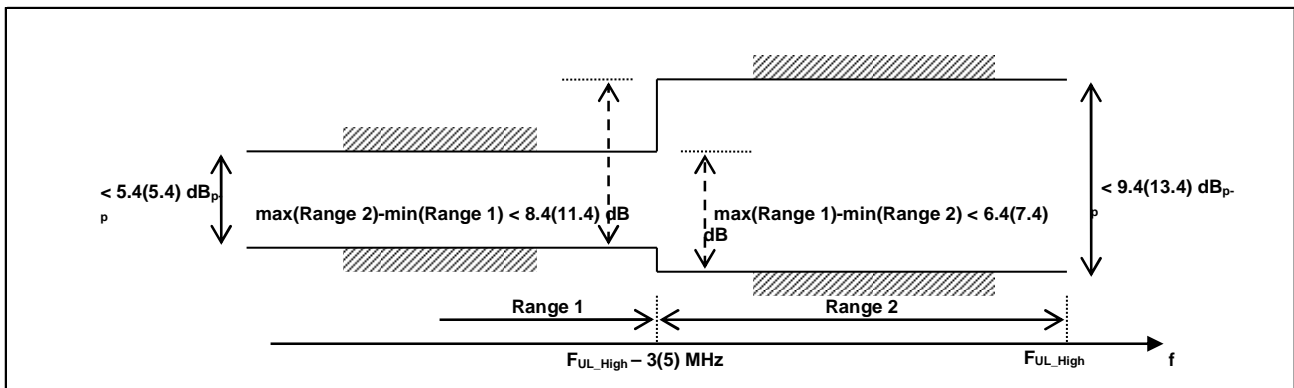 < 5.4(5.4) dBp-p
max(Range 2)-min(Range 1) < 8.4(11.4) dB
max(Range 1)-min(Range 2) < 6.4(7.4)
dB
< 9.4(13.4) dBp-p
Range 1
Range 2
FUL_High – 3(5) MHz
FUL_High
f